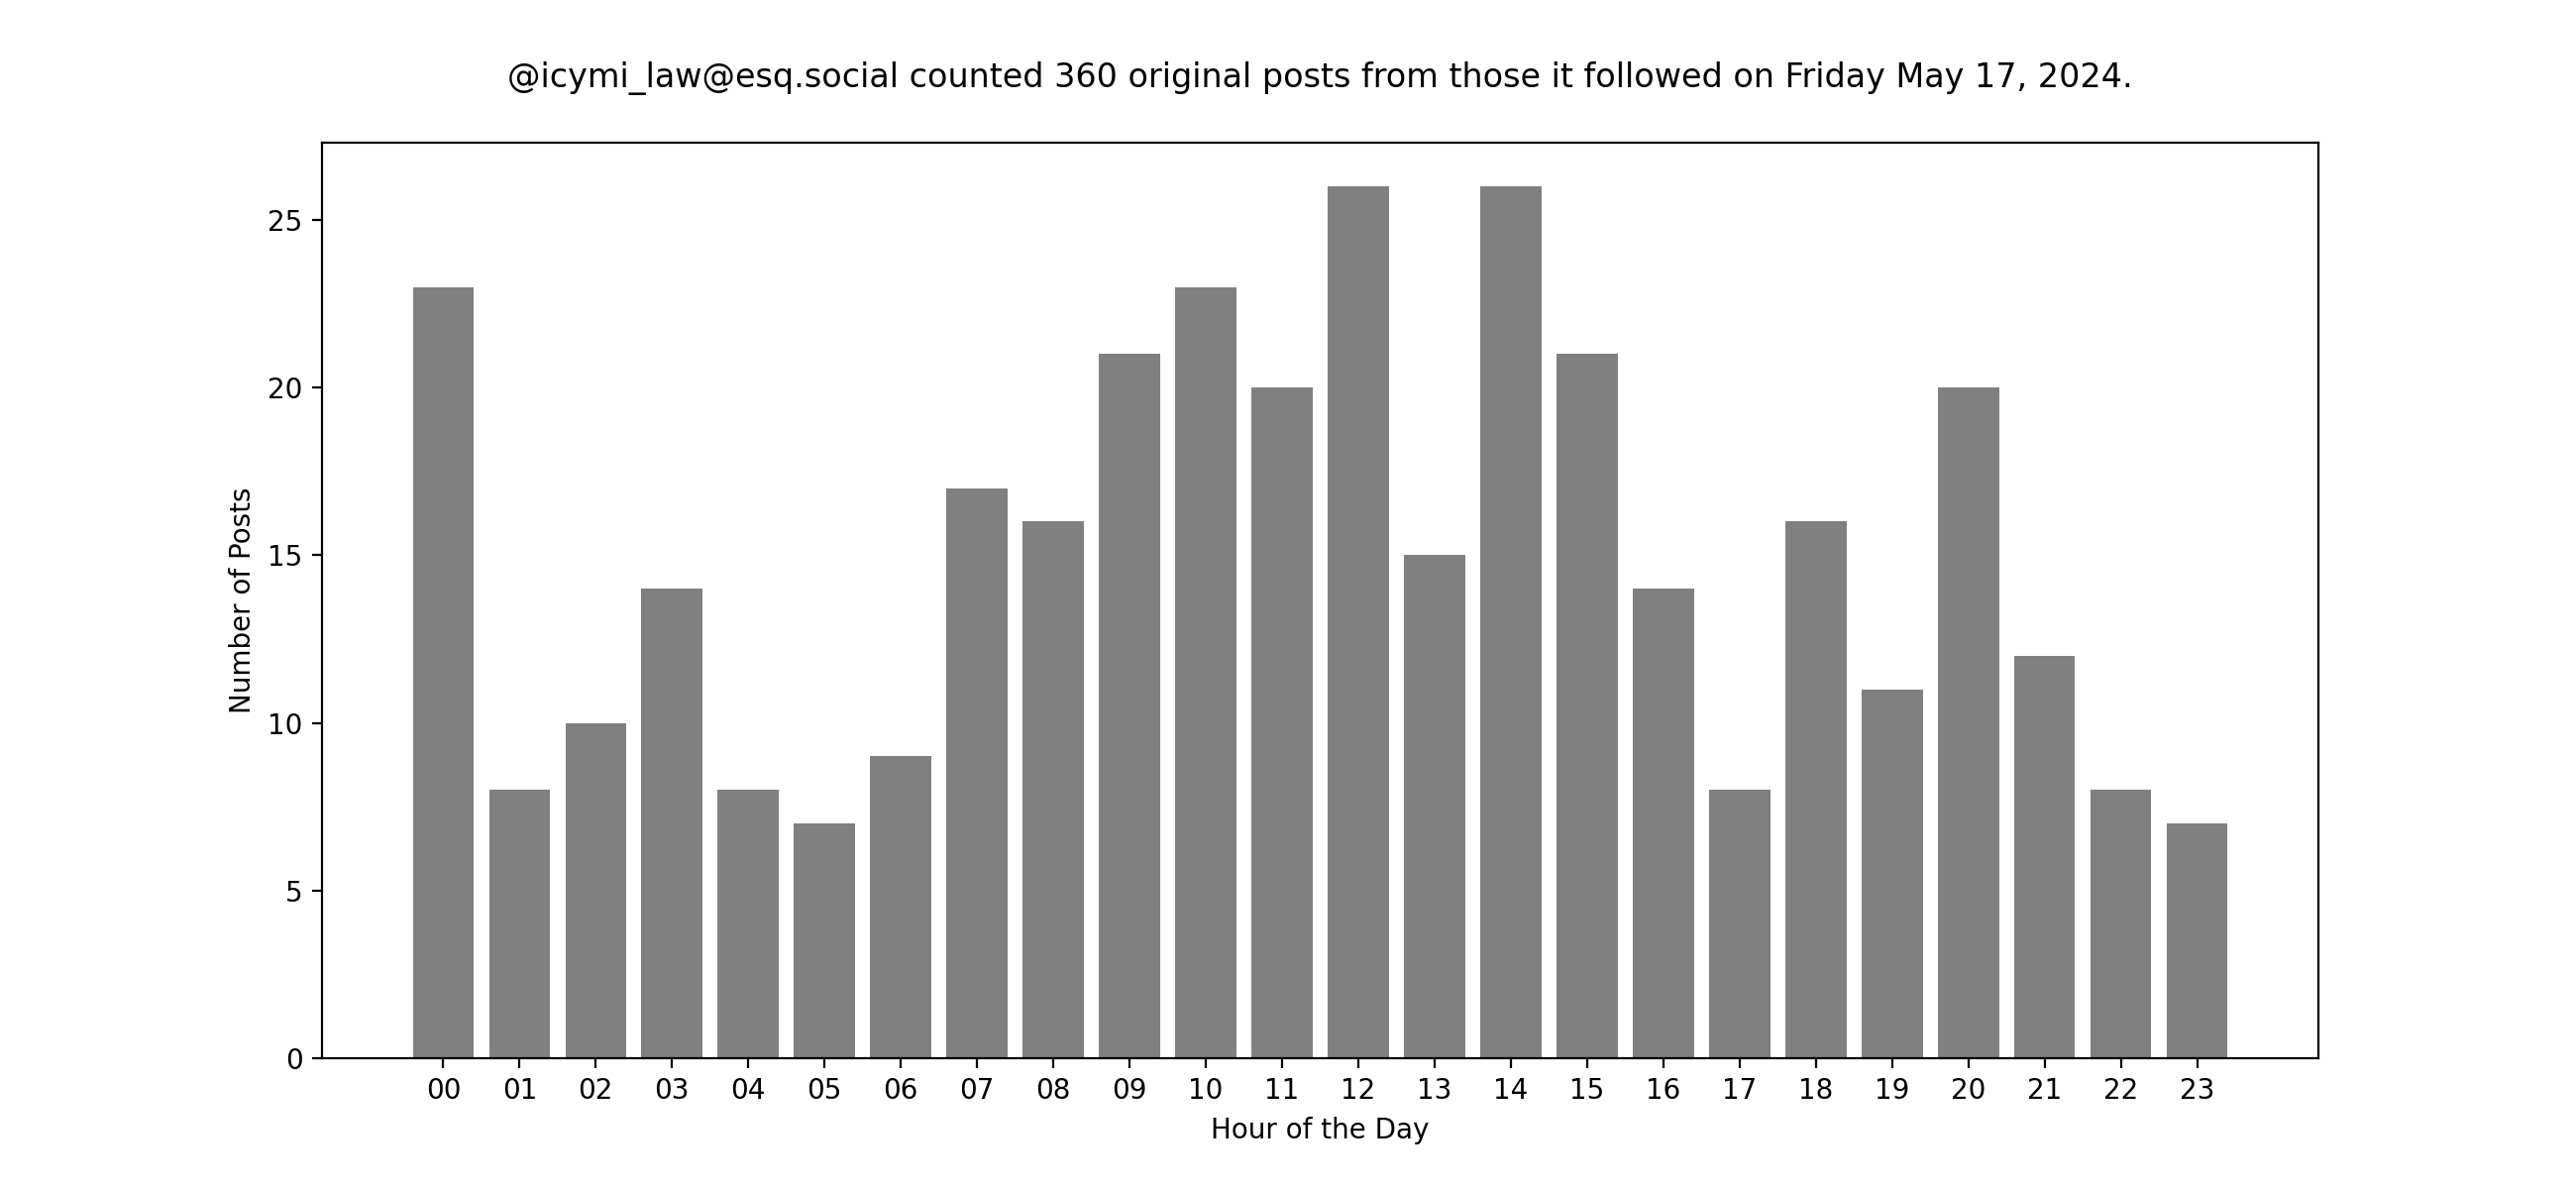 @icymi_law@esq.social counted 360 original posts from those it followed on Friday May 17, 2024.
25
20
15
10
5
0
Number of Posts
00 01 02 03 04 05 06 07 08 09 10 11 12 13 14 15 16 17 18 19 20 21 22 23
Hour of the Day